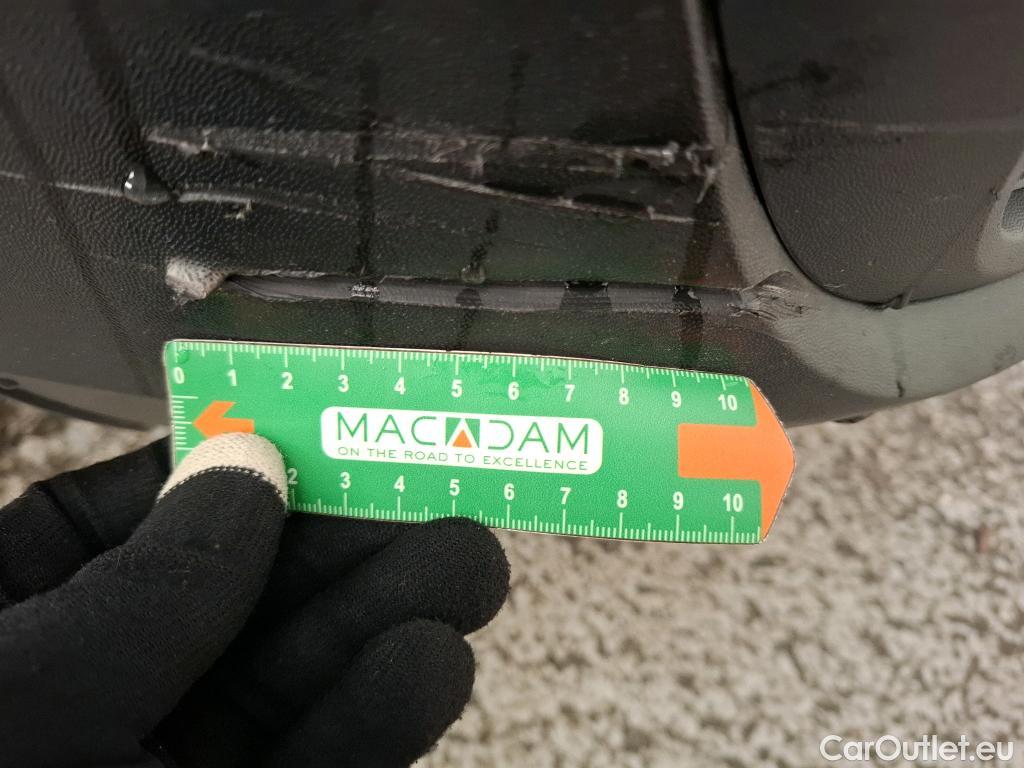 0 1 2 3 4 5 6 7 8 9 10
MACADAM
ON THE ROAD TO EXCELLENCE
2 3 4 5 6 7 8 9 10
CarOutlet.eu